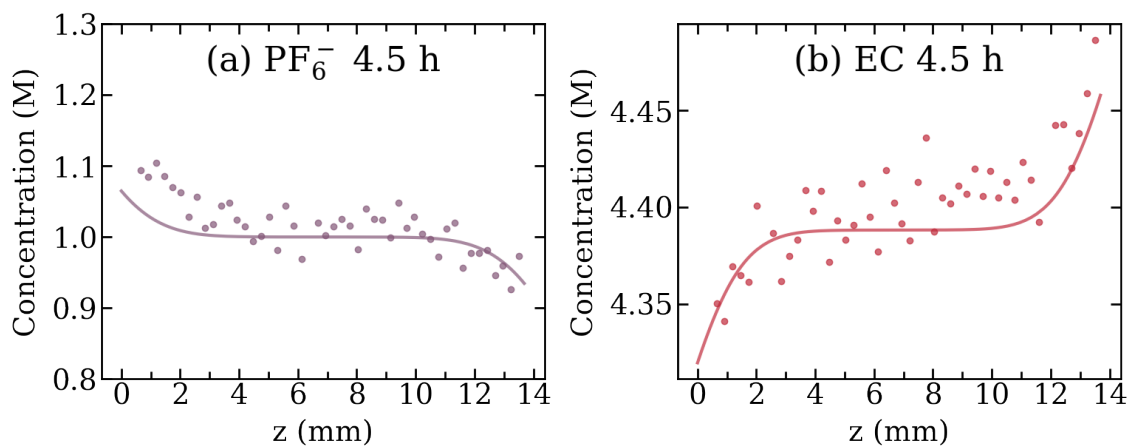 (a) PF₆⁻ 4.5 h
Concentration (M)
1.3
1.2
1.1
1.0
0.9
0.8
0 2 4 6 8 10 12 14
z (mm)
(b) EC 4.5 h
Concentration (M)
4.45
4.40
4.35
0 2 4 6 8 10 12 14
z (mm)